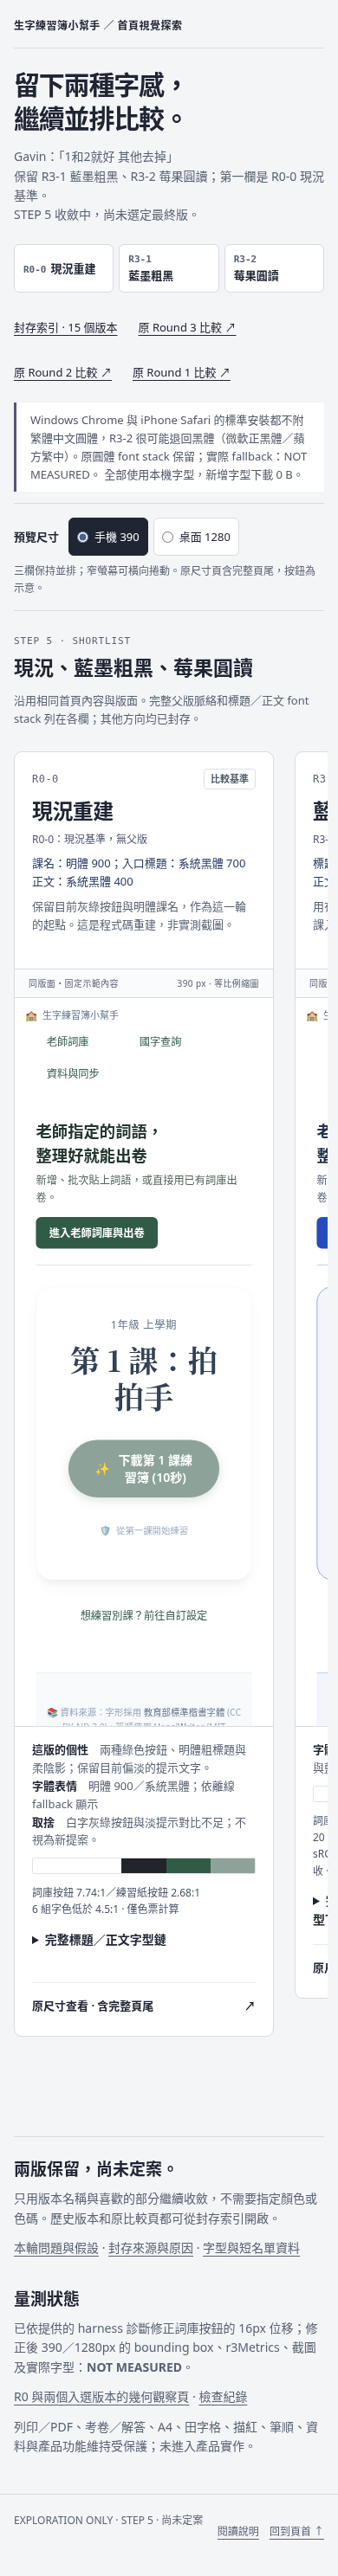 生字練習簿小幫手 ／ 首頁視覺探索
留下兩種字感，
繼續並排比較。
Gavin：「1和2就好 其他去掉」
保留 R3-1 藍墨粗黑、R3-2 莓果圓讀；第一欄是 R0-0 現況
基準。
STEP 5 收斂中，尚未選定最終版。
R0-0 現況重建
R3-1
藍墨粗黑
R3-2
莓果圓讀
封存索引 · 15 個版本 原 Round 3 比較 ↗
原 Round 2 比較 ↗ 原 Round 1 比較 ↗
Windows Chrome 與 iPhone Safari 的標準安裝都不附
繁體中文圓體，R3-2 很可能退回黑體（微軟正黑體／蘋
方繁中）。原圓體 font stack 保留；實際 fallback：NOT
MEASURED。 全部使用本機字型，新增字型下載 0 B。
預覽尺寸 手機 390 桌面 1280
三欄保持並排；窄螢幕可橫向捲動。原尺寸頁含完整頁尾，按鈕為
示意。
STEP 5 · SHORTLIST
現況、藍墨粗黑、莓果圓讀
沿用相同首頁內容與版面。完整父版脈絡和標題／正文 font
stack 列在各欄；其他方向均已封存。
R0-0 比較基準
現況重建
R0-0：現況基準，無父版
課名：明體 900；入口標題：系統黑體 700
正文：系統黑體 400
保留目前灰綠按鈕與明體課名，作為這一輪
的起點。這是程式碼重建，非實測截圖。
同版面・固定示範內容 390 px · 等比例縮圖
🏫 生字練習簿小幫手
老師詞庫 國字查詢
資料與同步
老師指定的詞語，
整理好就能出卷
新增、批次貼上詞語，或直接用已有詞庫出
卷。
進入老師詞庫與出卷
1年級 上學期
第 1 課：拍
拍手
✨ 下載第 1 課練
習簿 (10秒)
🛡️ 從第一課開始練習
想練習別課？前往自訂設定
📚 資料來源：字形採用 教育部標準楷書字體 (CC
這版的個性 兩種綠色按鈕、明體粗標題與
柔陰影；保留目前偏淡的提示文字。
字體表情 明體 900／系統黑體；依離線
fallback 顯示
取捨 白字灰綠按鈕與淡提示對比不足；不
視為新提案。
詞庫按鈕 7.74:1／練習紙按鈕 2.68:1
6 組字色低於 4.5:1 · 僅色票計算
▶ 完整標題／正文字型鏈
原尺寸查看 · 含完整頁尾 ↗
兩版保留，尚未定案。
只用版本名稱與喜歡的部分繼續收斂，不需要指定顏色或
色碼。歷史版本和原比較頁都可從封存索引開啟。
本輪問題與假設 · 封存來源與原因 · 字型與短名單資料
量測狀態
已依提供的 harness 診斷修正詞庫按鈕的 16px 位移；修
正後 390／1280px 的 bounding box、r3Metrics、截圖
及實際字型：NOT MEASURED。
R0 與兩個入選版本的幾何觀察頁 · 檢查紀錄
列印／PDF、考卷／解答、A4、田字格、描紅、筆順、資
料與產品功能維持受保護；未進入產品實作。
EXPLORATION ONLY · STEP 5 · 尚未定案
閱讀說明 回到頁首 ↑